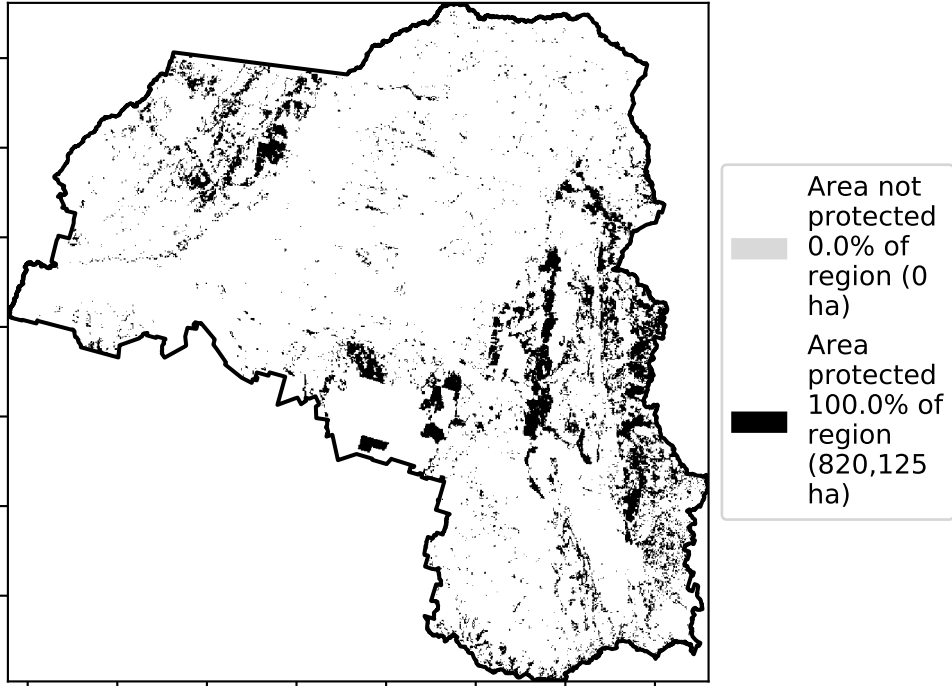 Area not
protected
0.0% of
region (0
ha)
Area
protected
100.0% of
region
(820,125
ha)